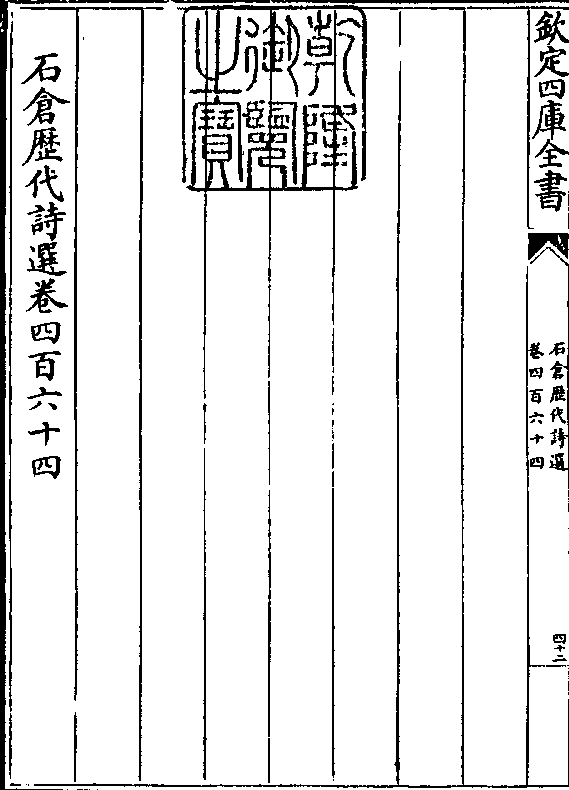 欽定四庫全書
石倉歷代詩選
卷四百六十四
四十二
乾隆
御覽
之寶
石倉歷代詩選卷四百六十四